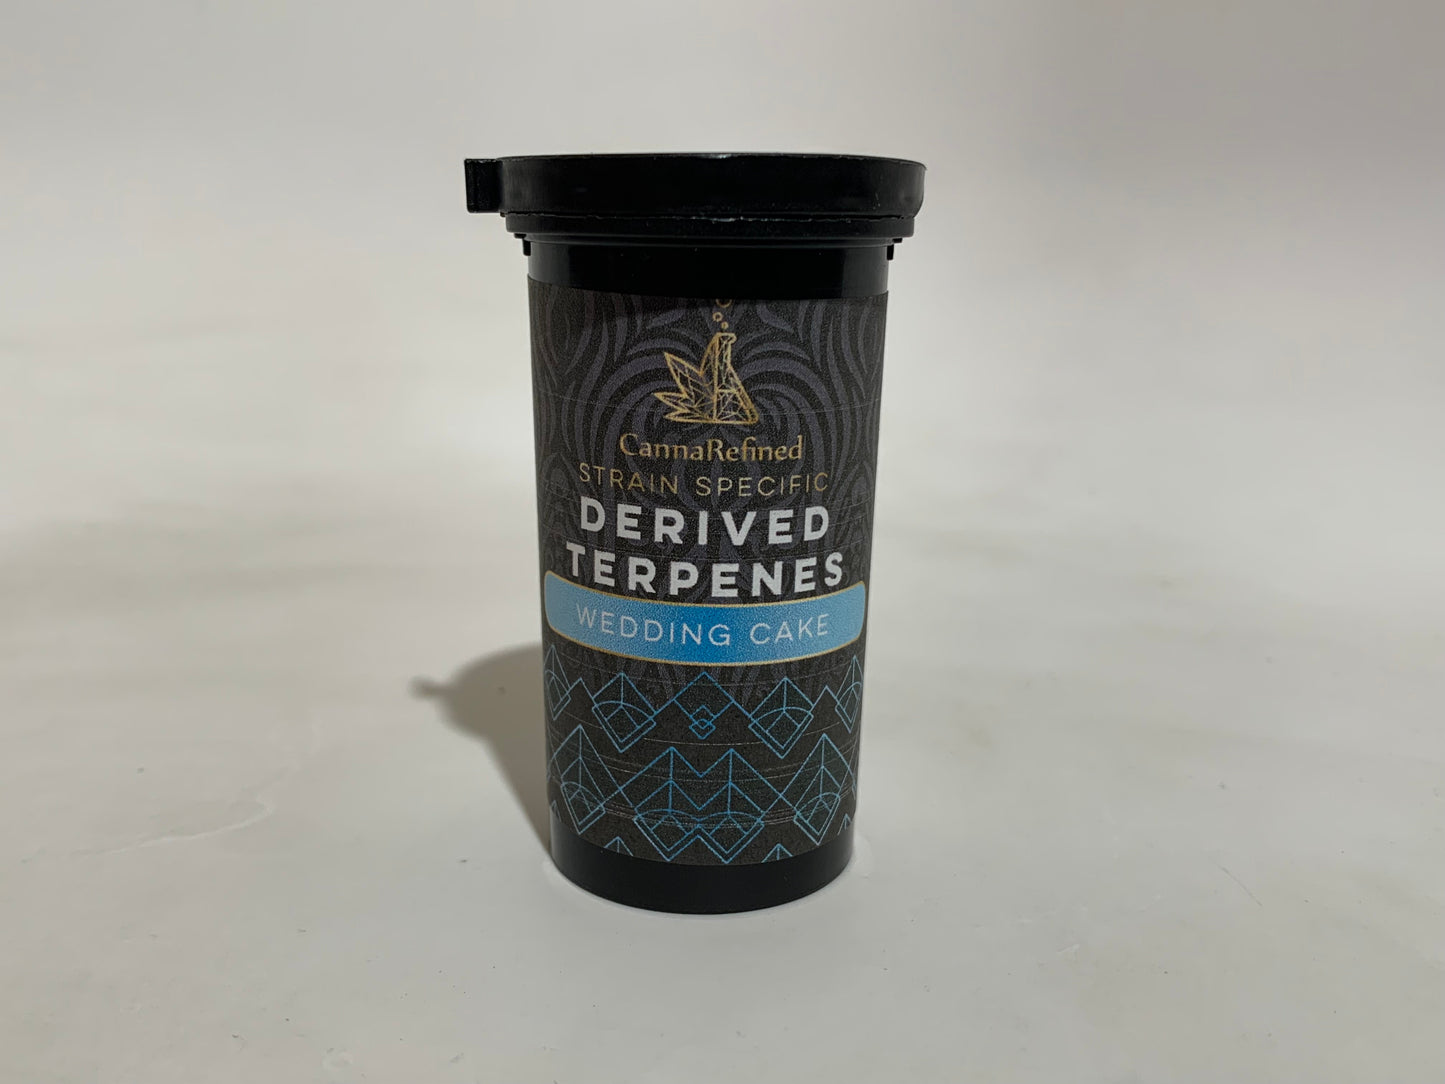 CannaRefined
STRAIN SPECIFIC
DERIVED
TERPENES
WEDDING CAKE